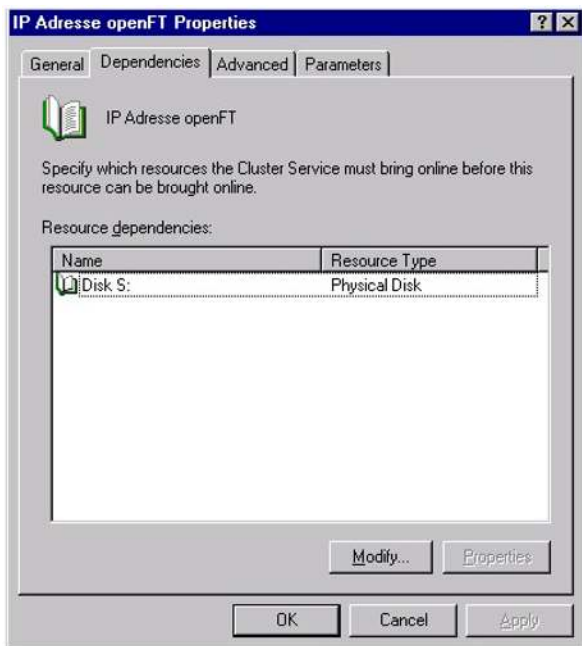 IP Adresse openFT Properties
General Dependencies Advanced Parameters
IP Adresse openFT
Specify which resources the Cluster Service must bring online before this
resource can be brought online.
Resource dependencies:
Name Resource Type
Disk S: Physical Disk
Modify... Properties
OK Cancel Apply